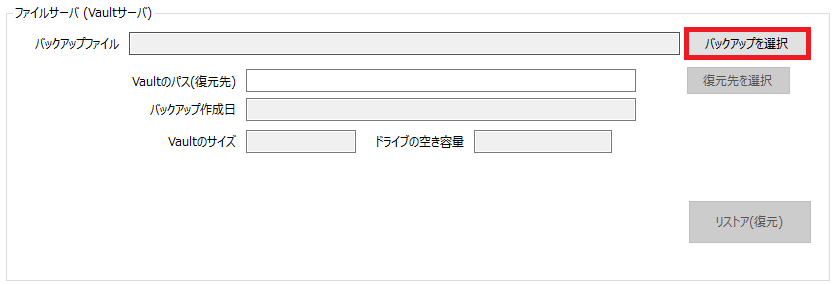 ファイルサーバ (Vaultサーバ)
バックアップファイル バックアップを選択
Vaultのパス(復元先) 復元先を選択
バックアップ作成日
Vaultのサイズ ドライブの空き容量
リストア(復元)